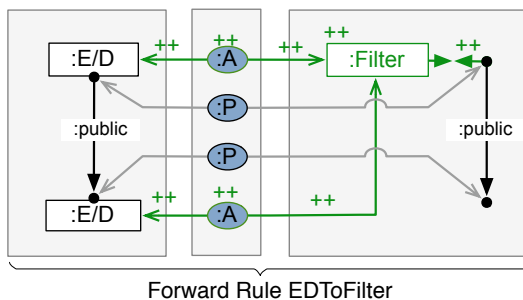 ++ ++ ++ ++ ++
:E/D :A :Filter
:P
:public :public
:P
++ ++ ++
:E/D :A
Forward Rule EDToFilter